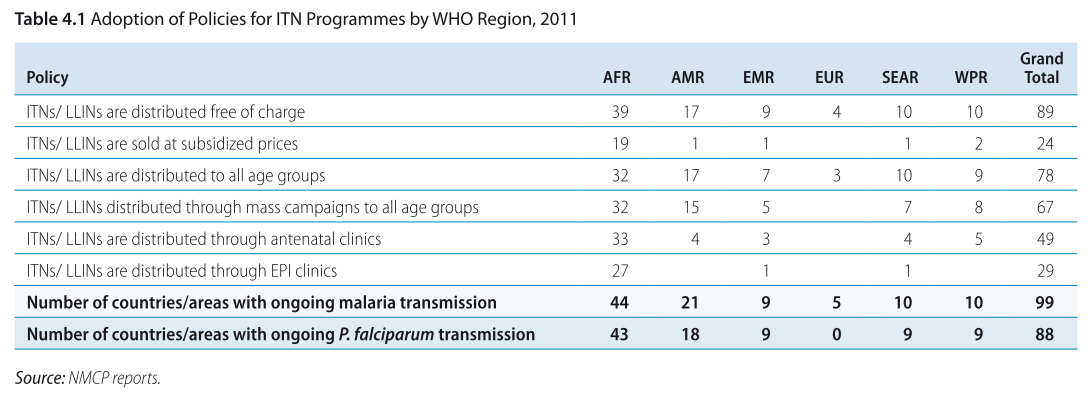 Table 4.1 Adoption of Policies for ITN Programmes by WHO Region, 2011
Policy AFR AMR EMR EUR SEAR WPR Grand Total
ITNs/ LLINs are distributed free of charge 39 17 9 4 10 10 89
ITNs/ LLINs are sold at subsidized prices 19 1 1 1 2 24
ITNs/ LLINs are distributed to all age groups 32 17 7 3 10 9 78
ITNs/ LLINs distributed through mass campaigns to all age groups 32 15 5 7 8 67
ITNs/ LLINs are distributed through antenatal clinics 33 4 3 4 5 49
ITNs/ LLINs are distributed through EPI clinics 27 1 1 29
Number of countries/areas with ongoing malaria transmission 44 21 9 5 10 10 99
Number of countries/areas with ongoing P. falciparum transmission 43 18 9 0 9 9 88
Source: NMCP reports.